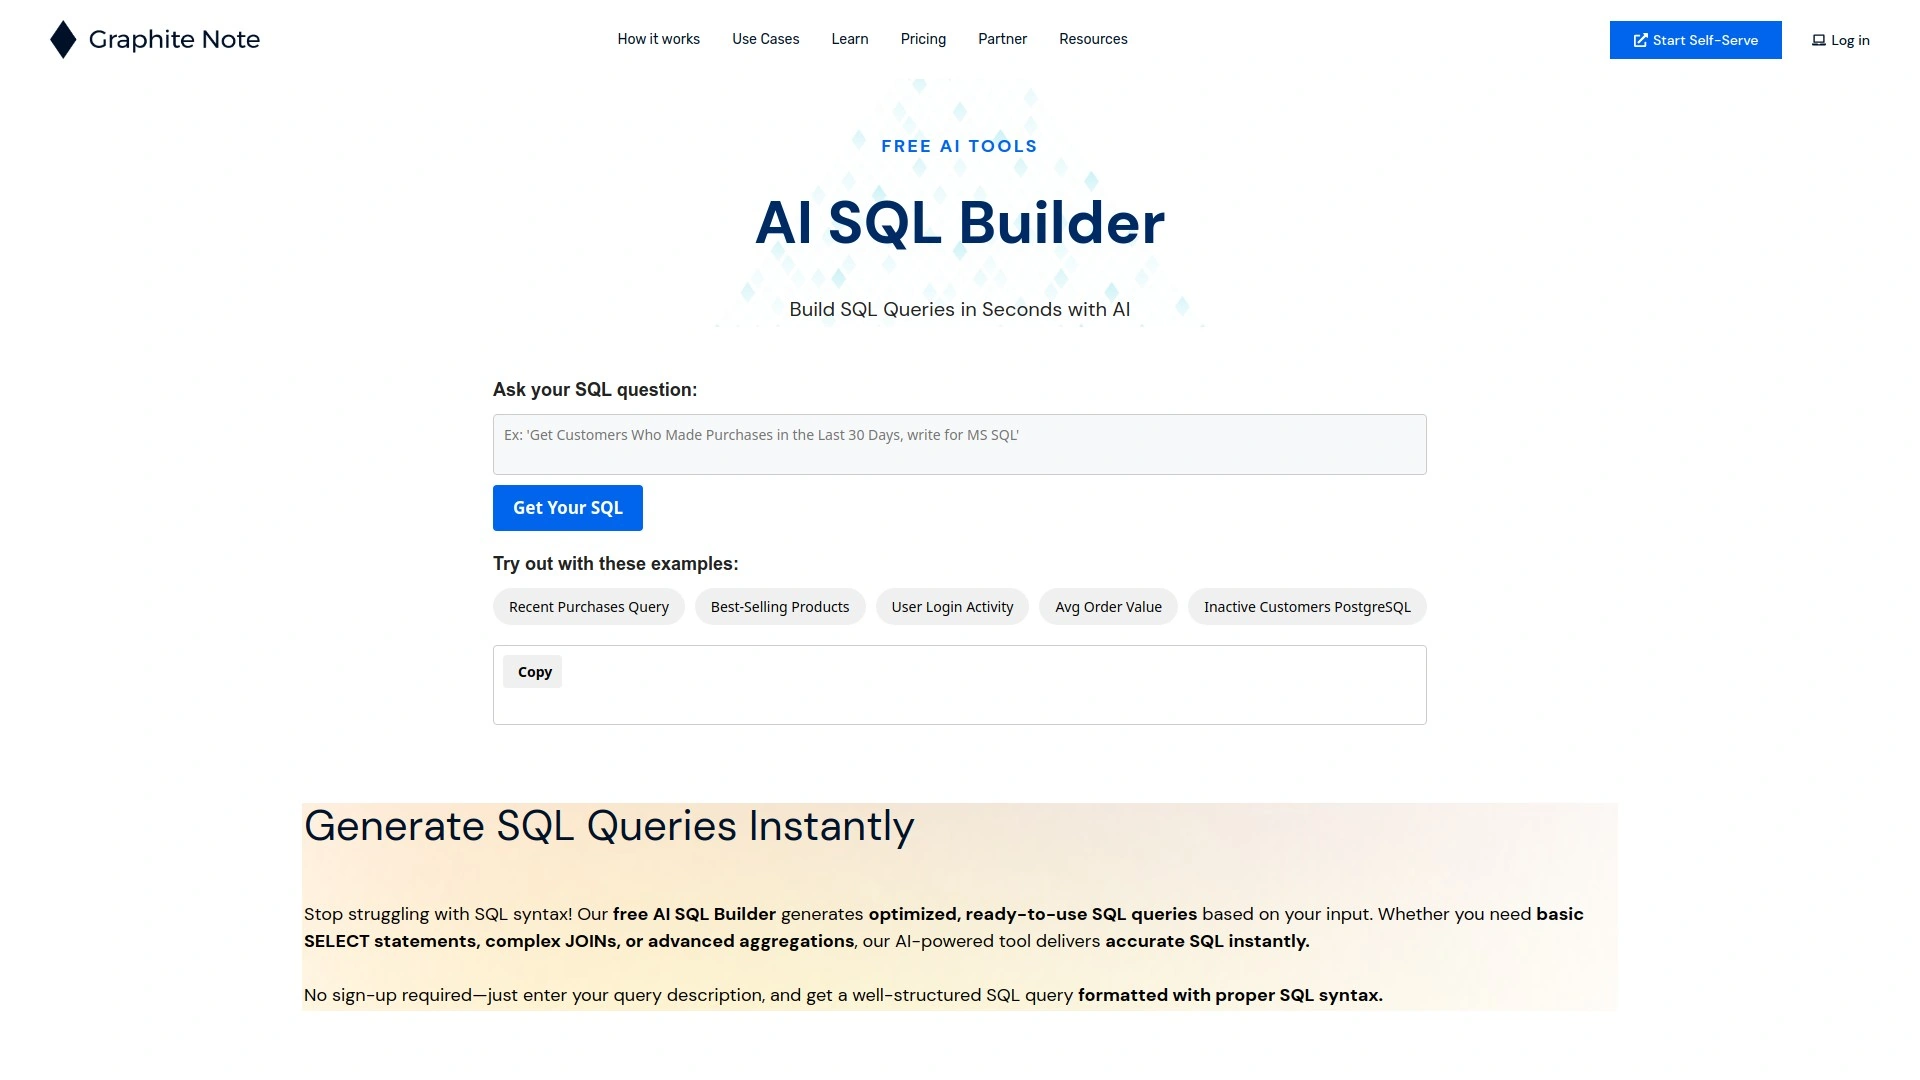 Graphite Note
How it works
Use Cases
Learn
Pricing
Partner
Resources
Start Self-Serve
Log in
FREE AI TOOLS
AI SQL Builder
Build SQL Queries in Seconds with AI
Ask your SQL question:
Ex: 'Get Customers Who Made Purchases in the Last 30 Days, write for MS SQL'
Get Your SQL
Try out with these examples:
Recent Purchases Query
Best-Selling Products
User Login Activity
Avg Order Value
Inactive Customers PostgreSQL
Copy
Generate SQL Queries Instantly
Stop struggling with SQL syntax! Our free AI SQL Builder generates optimized, ready-to-use SQL queries based on your input. Whether you need basic
SELECT statements, complex JOINs, or advanced aggregations, our AI-powered tool delivers accurate SQL instantly.
No sign-up required—just enter your query description, and get a well-structured SQL query formatted with proper SQL syntax.